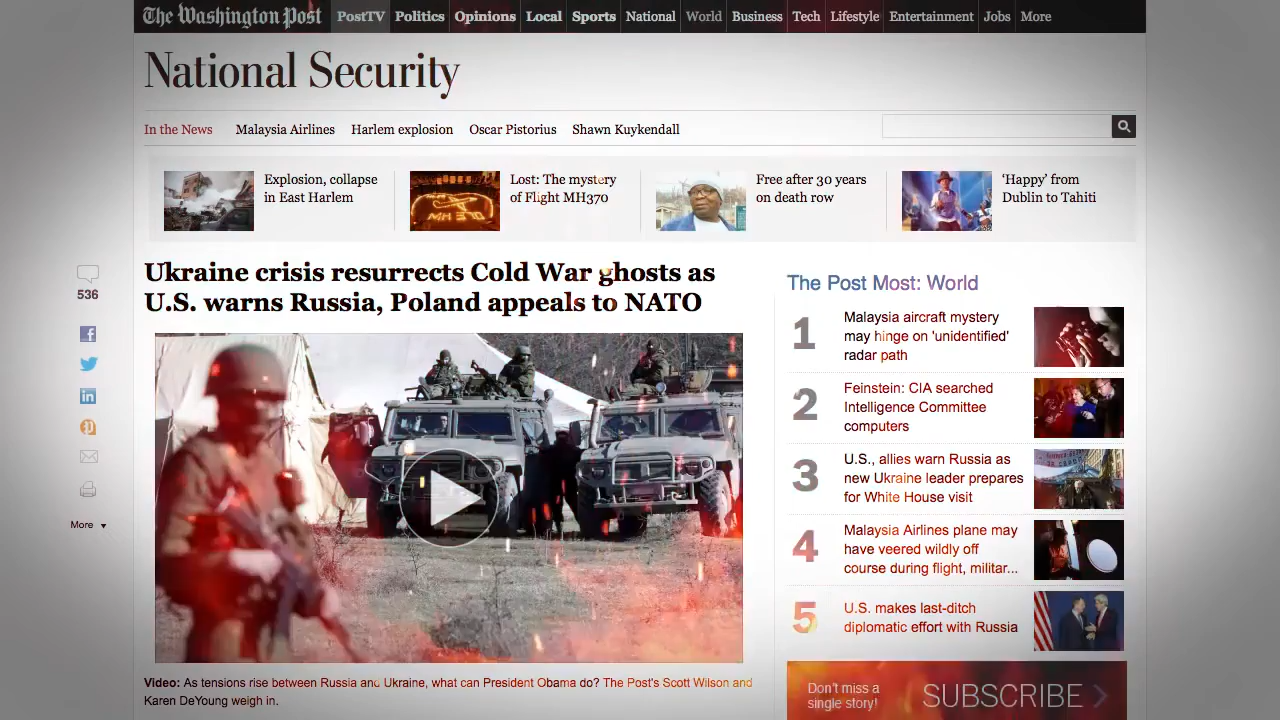 The Washington Post
PostTV
Politics
Opinions
Local
Sports
National
World
Business
Tech
Lifestyle
Entertainment
Jobs
More
National Security
In the News
Malaysia Airlines
Harlem explosion
Oscar Pistorius
Shawn Kuykendall
Explosion, collapse
in East Harlem
MH370
Lost: The mystery
of Flight MH370
Free after 30 years
on death row
‘Happy’ from
Dublin to Tahiti
Ukraine crisis resurrects Cold War ghosts as
U.S. warns Russia, Poland appeals to NATO
536
More
Video: As tensions rise between Russia and Ukraine, what can President Obama do? The Post's Scott Wilson and
Karen DeYoung weigh in.
The Post Most: World
1
Malaysia aircraft mystery
may hinge on 'unidentified'
radar path
2
Feinstein: CIA searched
Intelligence Committee
computers
3
U.S., allies warn Russia as
new Ukraine leader prepares
for White House visit
4
Malaysia Airlines plane may
have veered wildly off
course during flight, militar...
5
U.S. makes last-ditch
diplomatic effort with Russia
Don't miss a
single story!
SUBSCRIBE